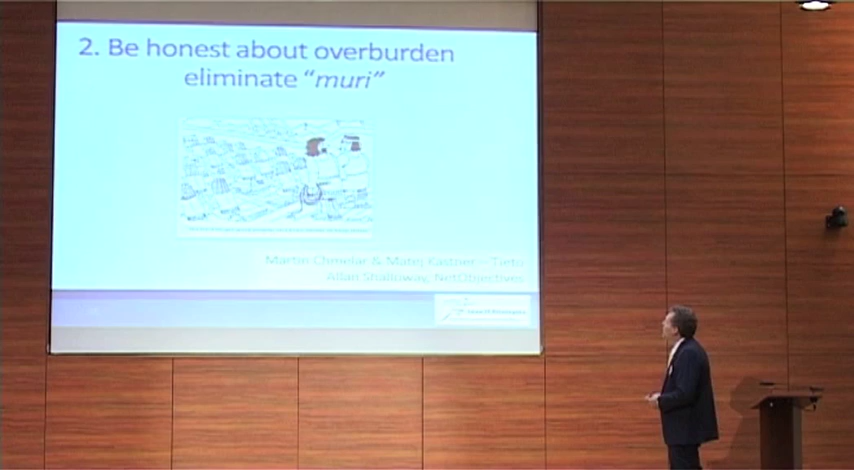 2. Be honest about overburden
eliminate “muri”
Martin Chmelar & Matej Kastner – Tieto
Allan Shalloway, NetObjectives